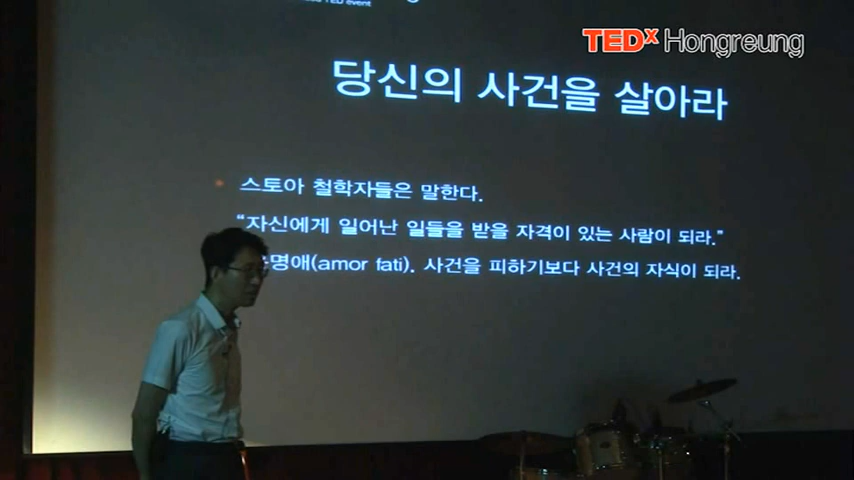 TED event
TEDx Hongreung
당신의 사건을 살아라
스토아 철학자들은 말한다.
“자신에게 일어난 일들을 받을 자격이 있는 사람이 되라.”
명애(amor fati). 사건을 피하기보다 사건의 자식이 되라.